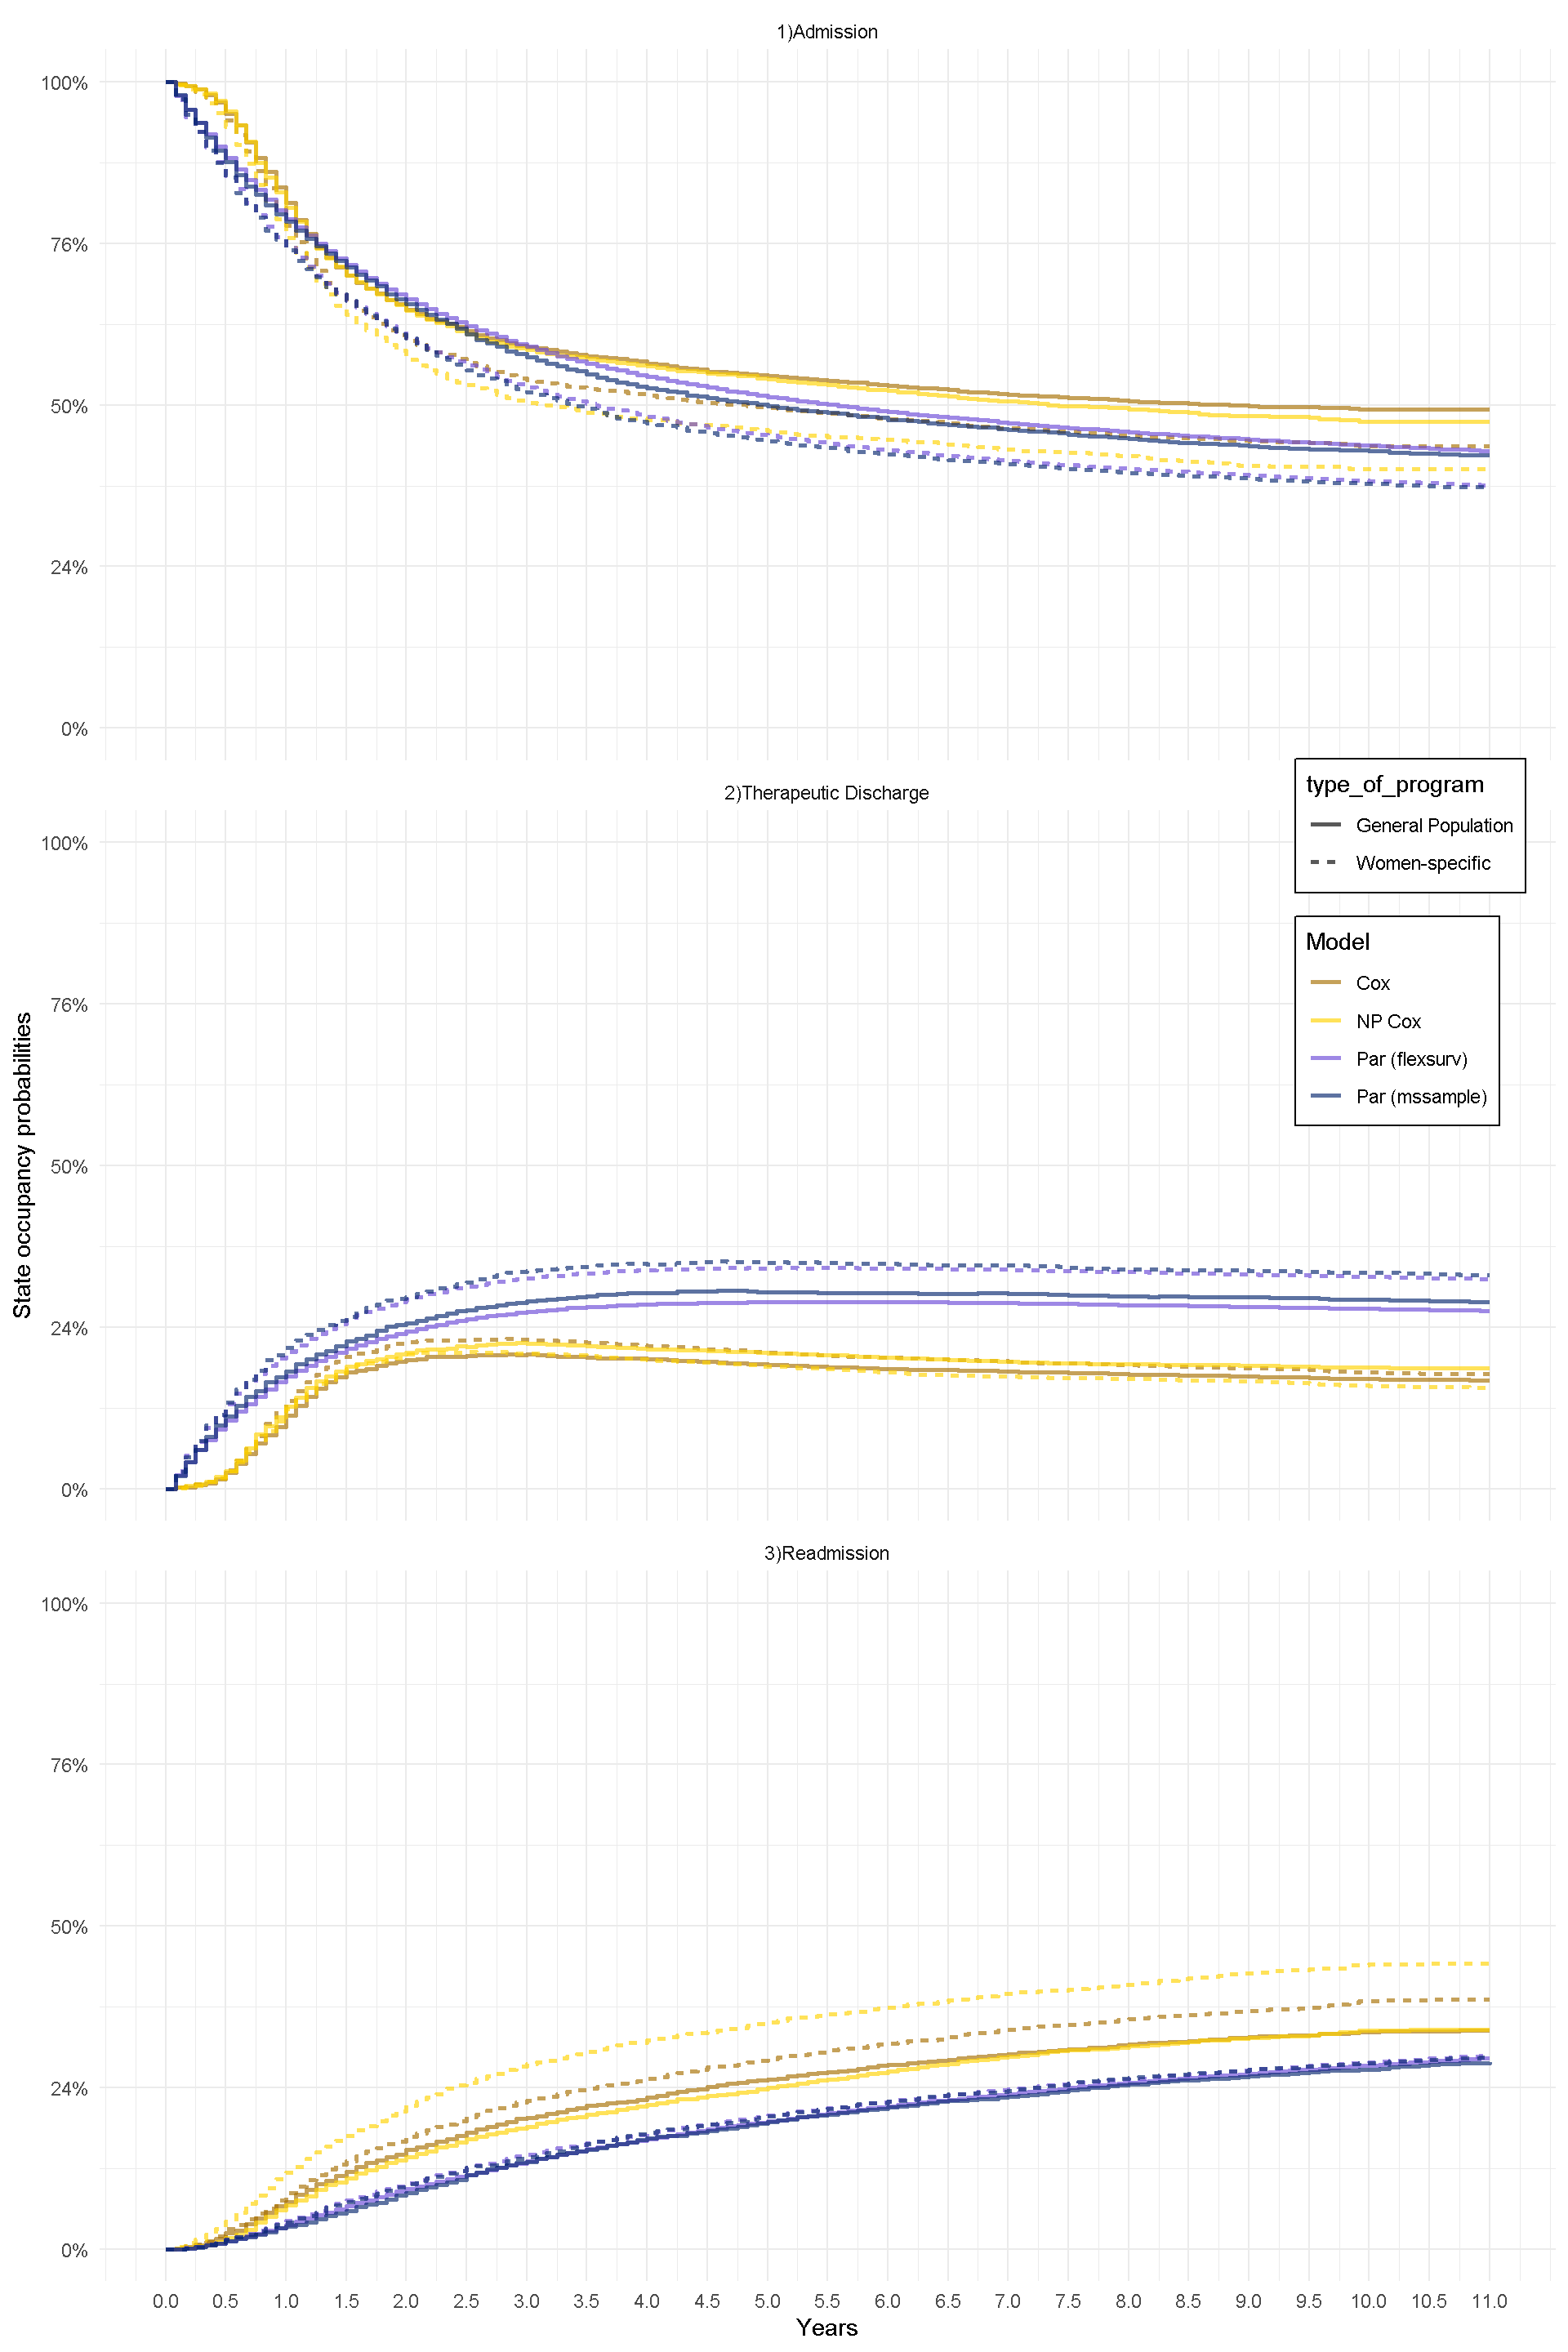 1)Admission
100%
76%
50%
24%
0%
2)Therapeutic Discharge
100%
76%
50%
24%
0%
type_of_program
General Population
Women-specific
Model
Cox
NP Cox
Par (flexsurv)
Par (mssample)
State occupancy probabilities
3)Readmission
100%
76%
50%
24%
0%
0.0 0.5 1.0 1.5 2.0 2.5 3.0 3.5 4.0 4.5 5.0 5.5 6.0 6.5 7.0 7.5 8.0 8.5 9.0 9.5 10.0 10.5 11.0
Years